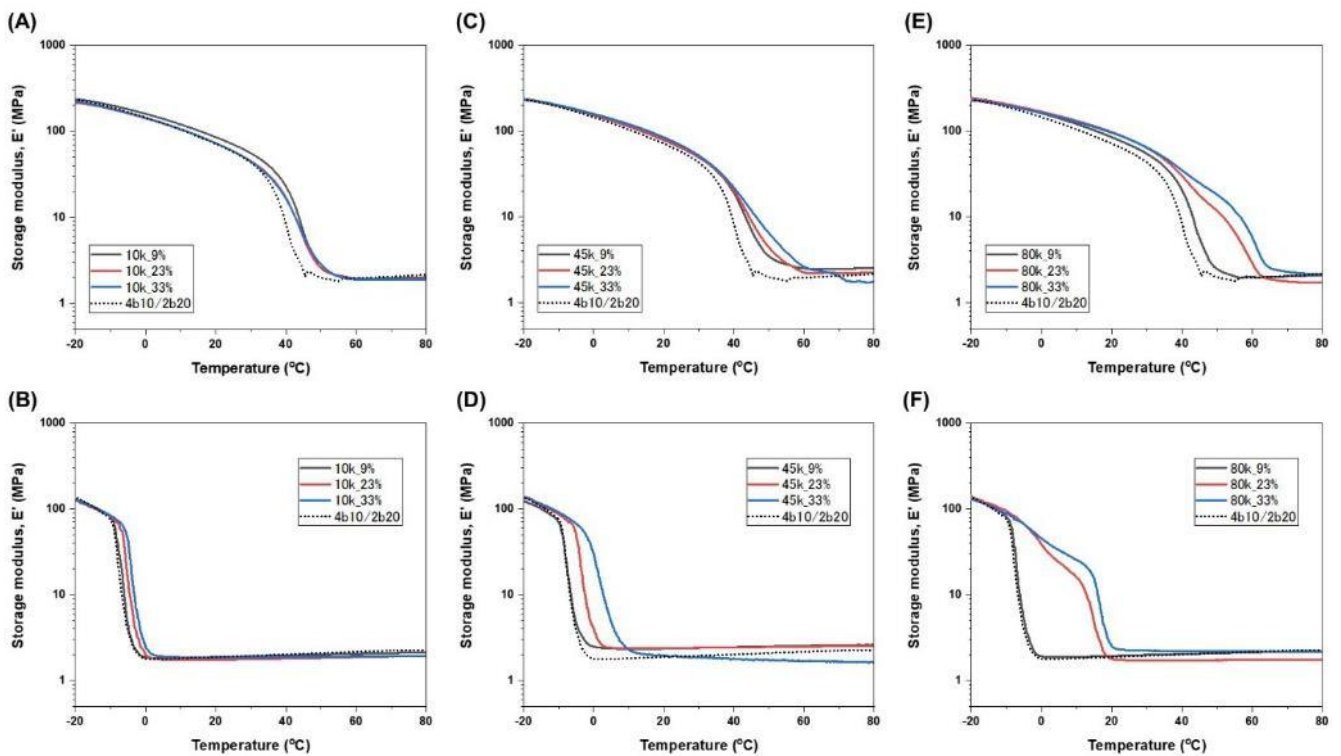 (A)
1000
100
10
1
Storage modulus, E' (MPa)
10k_9%
10k_23%
10k_33%
4b10/2b20
-20 0 20 40 60 80
Temperature (°C)
(C)
1000
100
10
1
Storage modulus, E' (MPa)
45k_9%
45k_23%
45k_33%
4b10/2b20
-20 0 20 40 60 80
Temperature (°C)
(E)
1000
100
10
1
Storage modulus, E' (MPa)
80k_9%
80k_23%
80k_33%
4b10/2b20
-20 0 20 40 60 80
Temperature (°C)
(B)
1000
100
10
1
Storage modulus, E' (MPa)
10k_9%
10k_23%
10k_33%
4b10/2b20
-20 0 20 40 60 80
Temperature (°C)
(D)
1000
100
10
1
Storage modulus, E' (MPa)
45k_9%
45k_23%
45k_33%
4b10/2b20
-20 0 20 40 60 80
Temperature (°C)
(F)
1000
100
10
1
Storage modulus, E' (MPa)
80k_9%
80k_23%
80k_33%
4b10/2b20
-20 0 20 40 60 80
Temperature (°C)